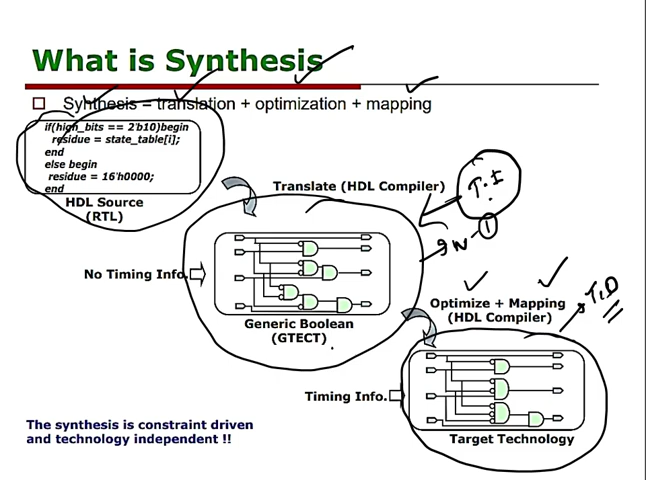 What is Synthesis
Synthesis = translation + optimization + mapping
if(high_bits == 2'b10)begin
residue = state_table[i];
end
else begin
residue = 16'h0000;
end
HDL Source
(RTL)
Translate (HDL Compiler)
T.I
1
No Timing Info.
Generic Boolean
(GTECT)
Optimize + Mapping
(HDL Compiler)
T.D
Timing Info.
Target Technology
The synthesis is constraint driven
and technology independent !!